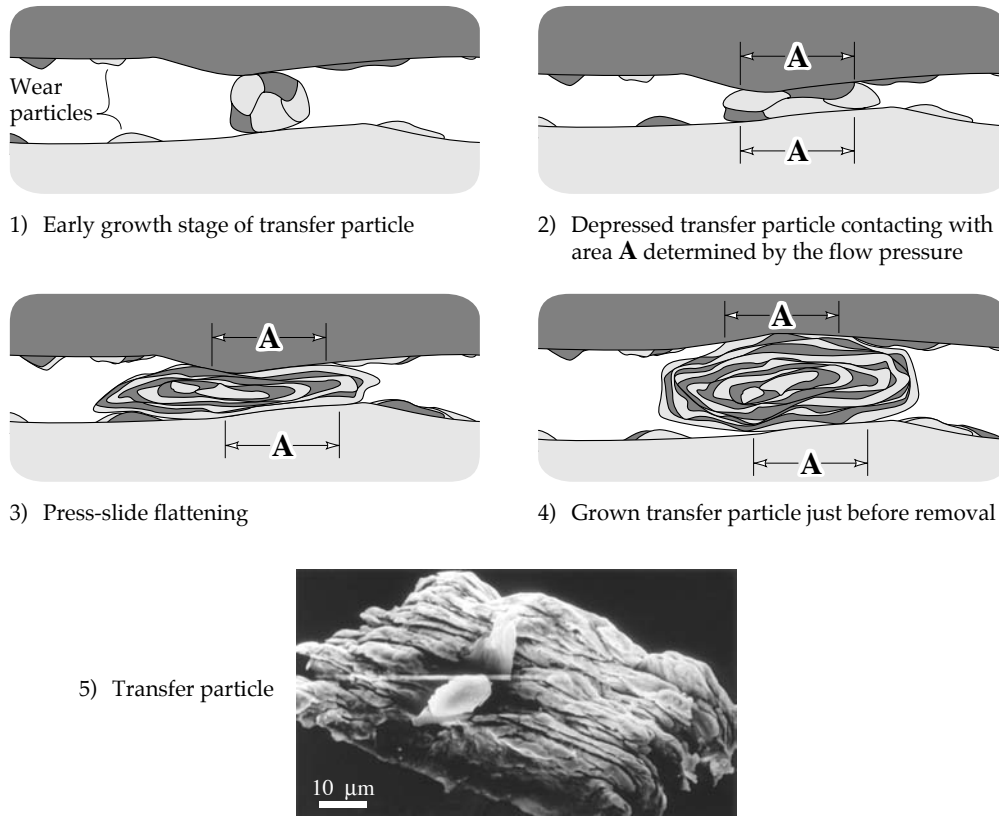 Wear
particles
1) Early growth stage of transfer particle
A
A
2) Depressed transfer particle contacting with
area A determined by the flow pressure
A
A
3) Press-slide flattening
A
A
4) Grown transfer particle just before removal
5) Transfer particle
10 μm